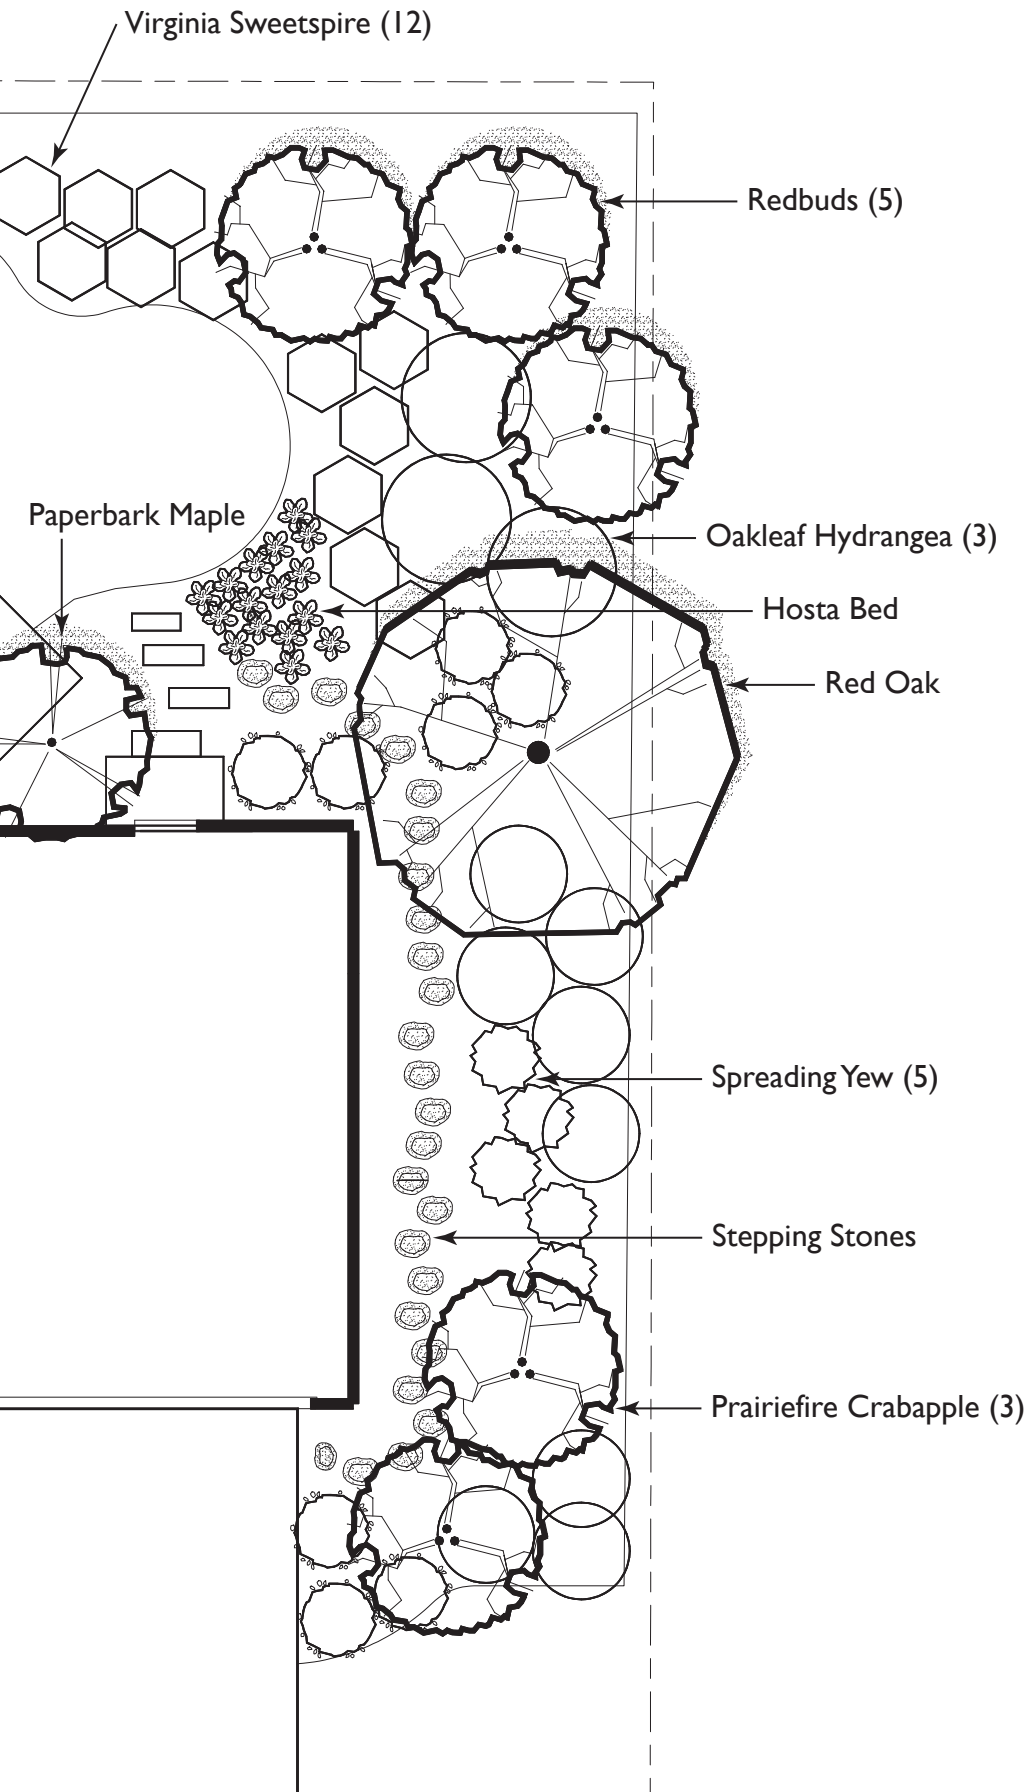 Virginia Sweetspire (12)
Redbuds (5)
Paperbark Maple
Oakleaf Hydrangea (3)
Hosta Bed
Red Oak
Spreading Yew (5)
Stepping Stones
Prairiefire Crabapple (3)